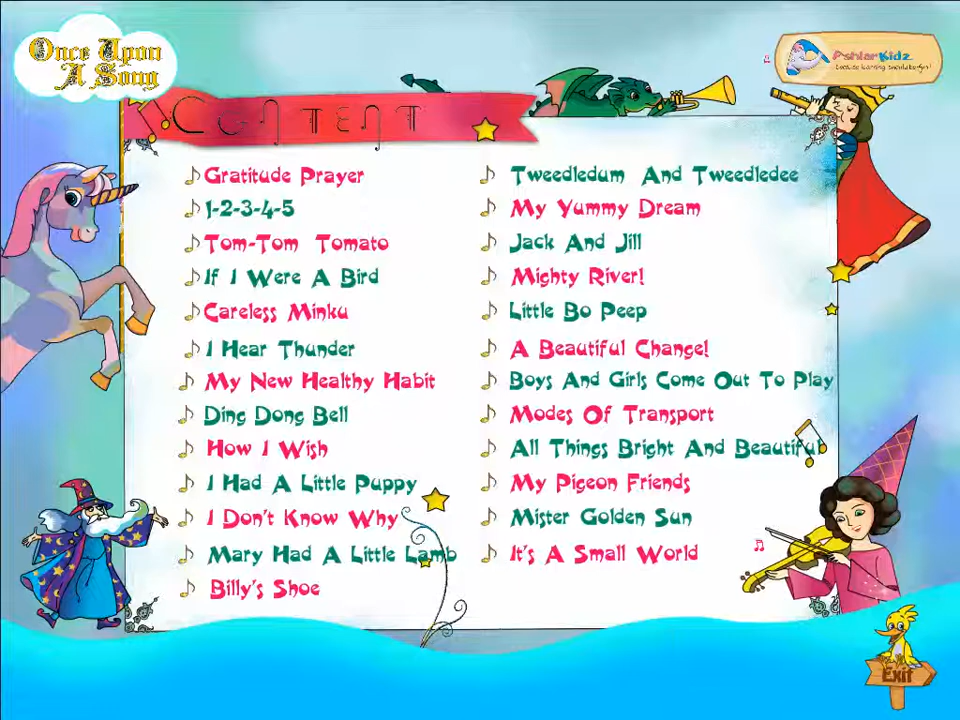 Once Upon
A Song
AshlarKidz
CONTENT
Gratitude Prayer
1-2-3-4-5
Tom-Tom Tomato
If I Were A Bird
Careless Minku
I Hear Thunder
My New Healthy Habit
Ding Dong Bell
How I Wish
I Had A Little Puppy
I Don't Know Why
Mary Had A Little Lamb
Billy's Shoe
Tweedledum And Tweedledee
My Yummy Dream
Jack And Jill
Mighty River!
Little Bo Peep
A Beautiful Change!
Boys And Girls Come Out To Play
Modes Of Transport
All Things Bright And Beautiful
My Pigeon Friends
Mister Golden Sun
It's A Small World
Exit